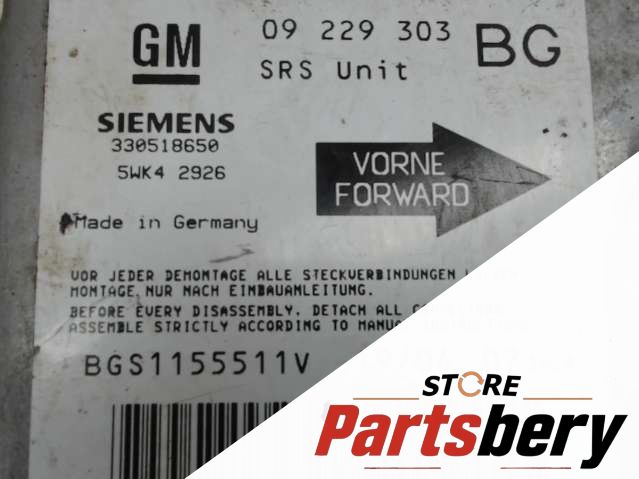 GM
09 229 303 BG
SRS Unit
SIEMENS
330518650
5WK4 2926
VORNE
FORWARD
Made in Germany
VOR JEDER DEMONTAGE ALLE STECKVERBINDUNGEN
MONTAGE NUR NACH EINBAUANLEITUNG.
BEFORE EVERY DISASSEMBLY, DETACH ALL
ASSEMBLE STRICTLY ACCORDING TO MANUAL
BGS1155511V
STORE
Partsbery